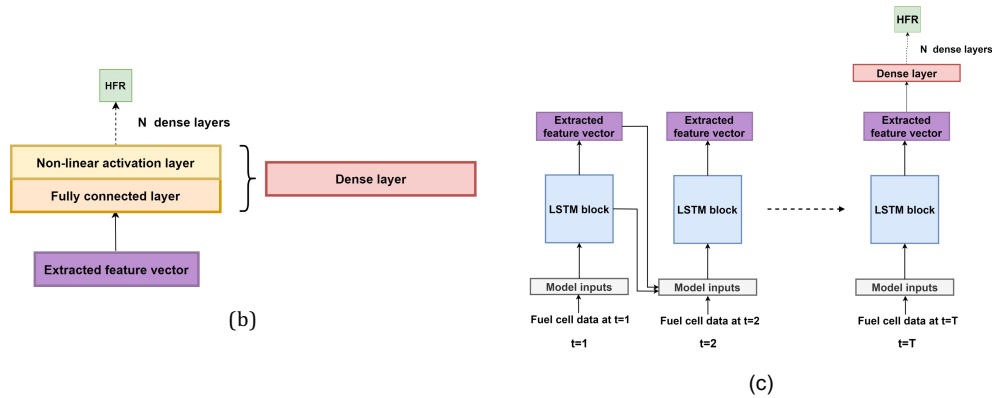 HFR
N dense layers
Non-linear activation layer
Fully connected layer
Dense layer
Extracted feature vector
(b)
HFR
N dense layers
Dense layer
Extracted
feature vector
Extracted
feature vector
Extracted
feature vector
LSTM block
LSTM block
LSTM block
Model inputs
Model inputs
Model inputs
Fuel cell data at t=1
Fuel cell data at t=2
Fuel cell data at t=T
t=1
t=2
t=T
(c)